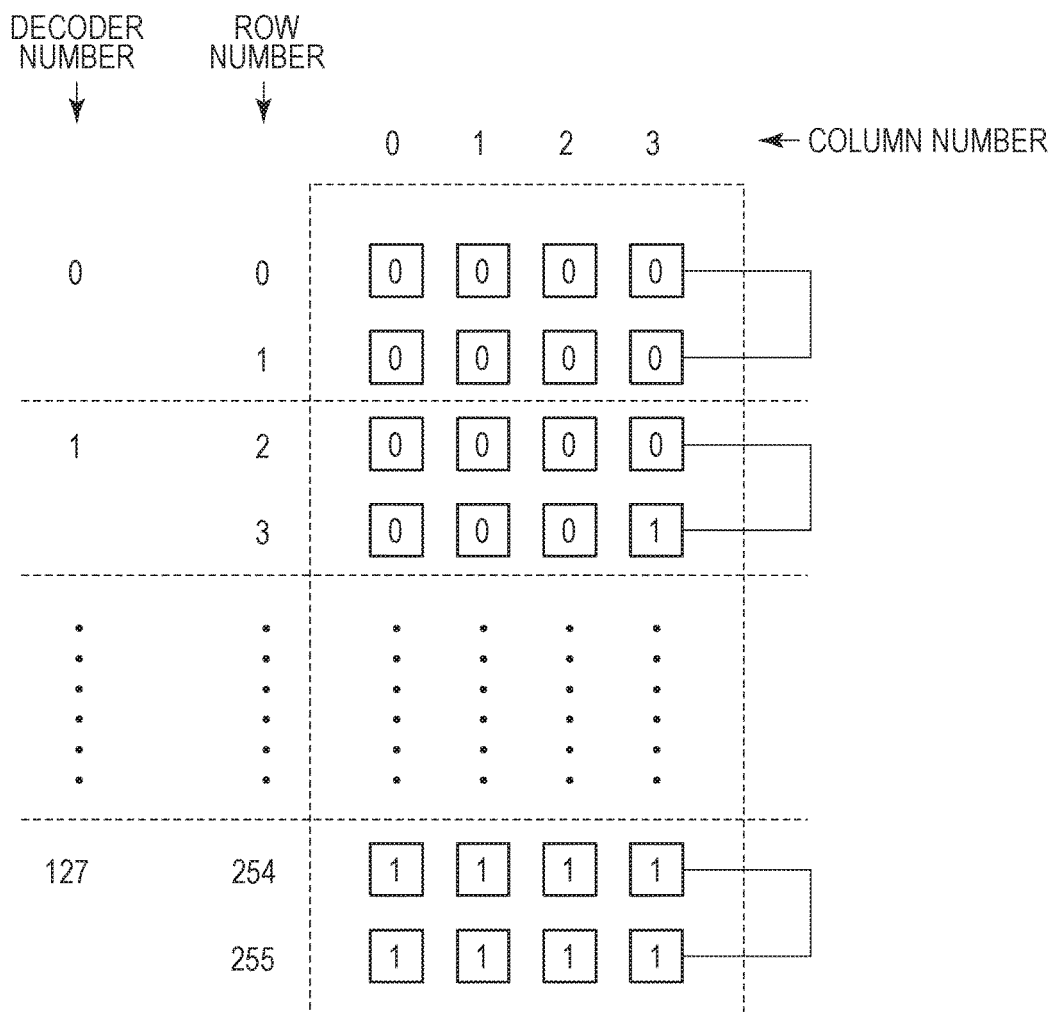 DECODER NUMBER ROW NUMBER
0 1 2 3 COLUMN NUMBER
0 0 0 0 0 0
1 0 0 0 0
1 2 0 0 0 0
3 0 0 0 1
127 254 1 1 1 1
255 1 1 1 1